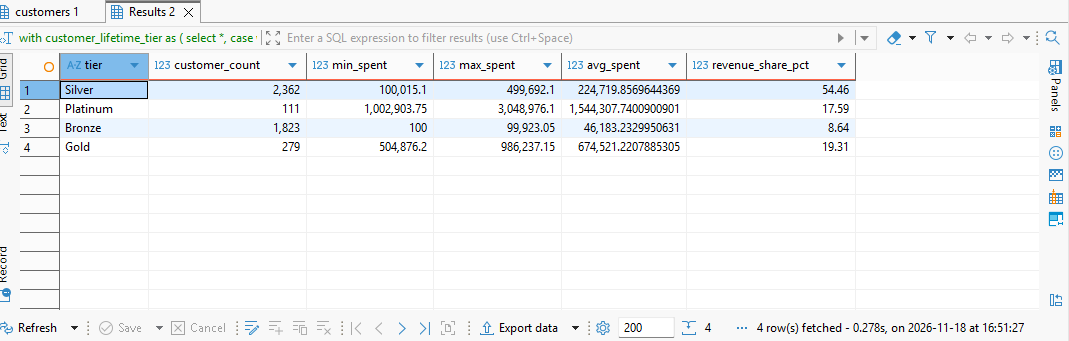 customers 1 Results 2
with customer_lifetime_tier as ( select *, case Enter a SQL expression to filter results (use Ctrl+Space)
Grid A-Z tier 123 customer_count 123 min_spent 123 max_spent 123 avg_spent 123 revenue_share_pct
1 Silver 2,362 100,015.1 499,692.1 224,719.8569644369 54.46
2 Platinum 111 1,002,903.75 3,048,976.1 1,544,307.7400900901 17.59
3 Bronze 1,823 100 99,923.05 46,183.2329950631 8.64
4 Gold 279 504,876.2 986,237.15 674,521.2207885305 19.31
Text
Record
Panels
Refresh Save Cancel Export data 200 4 ... 4 row(s) fetched - 0.278s, on 2026-11-18 at 16:51:27